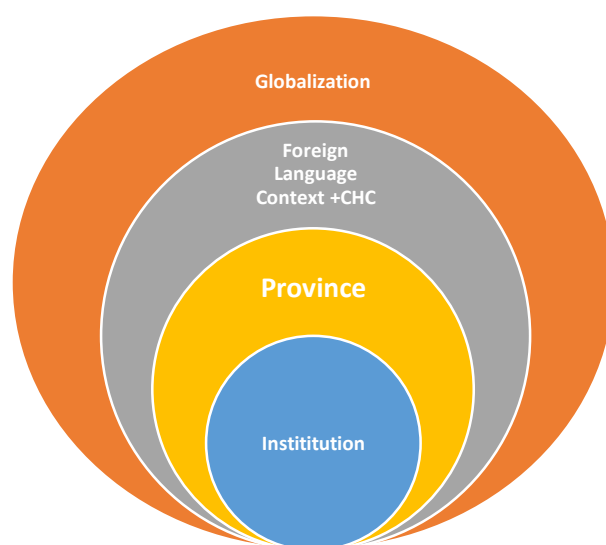 Globalization
Foreign
Language
Context +CHC
Province
Instititution